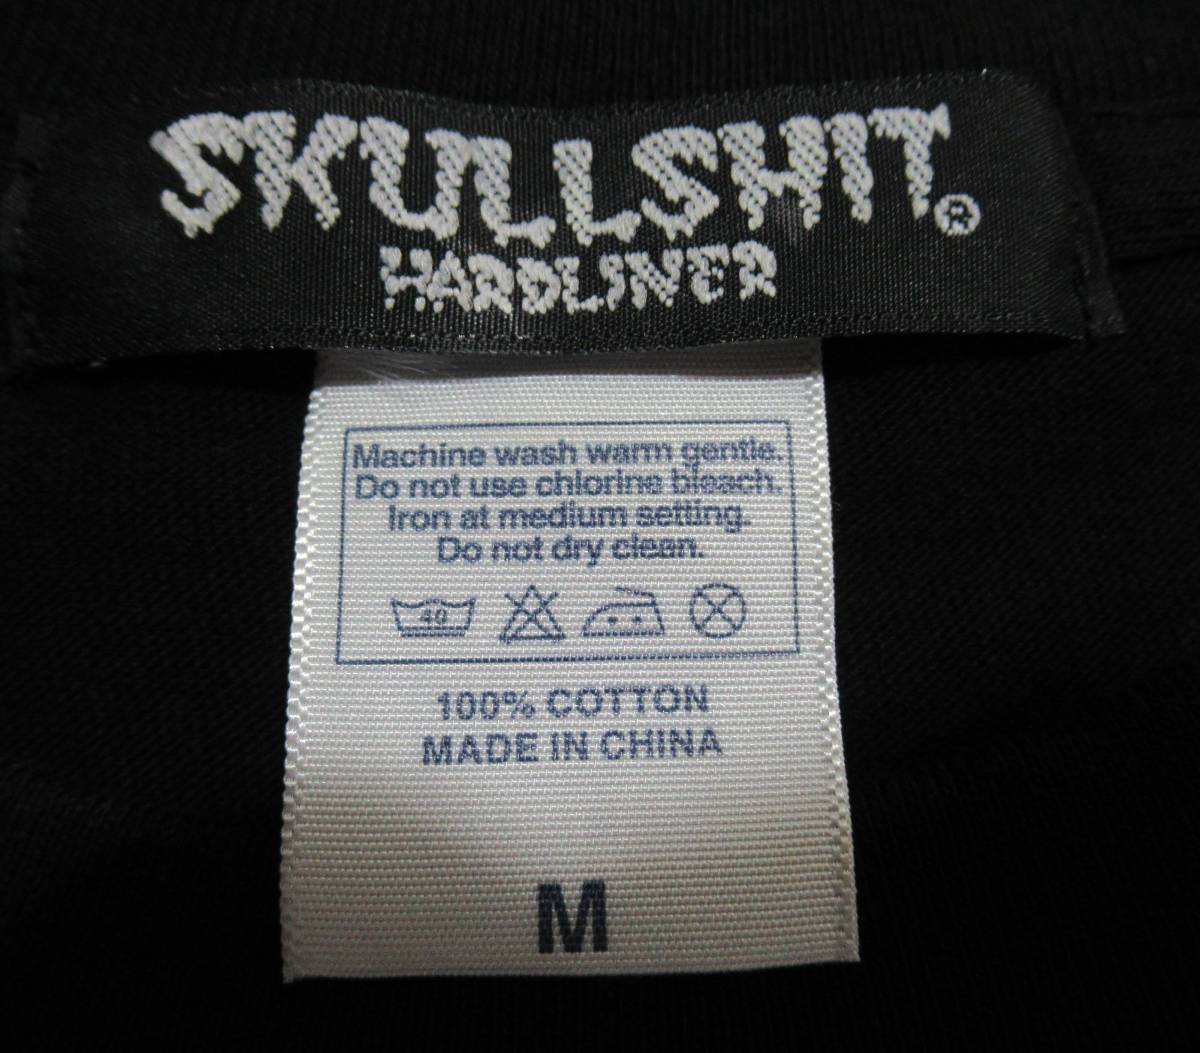 SKULLSHIT®
HARDLINER
Machine wash warm gentle.
Do not use chlorine bleach.
Iron at medium setting.
Do not dry clean.
40
100% COTTON
MADE IN CHINA
M